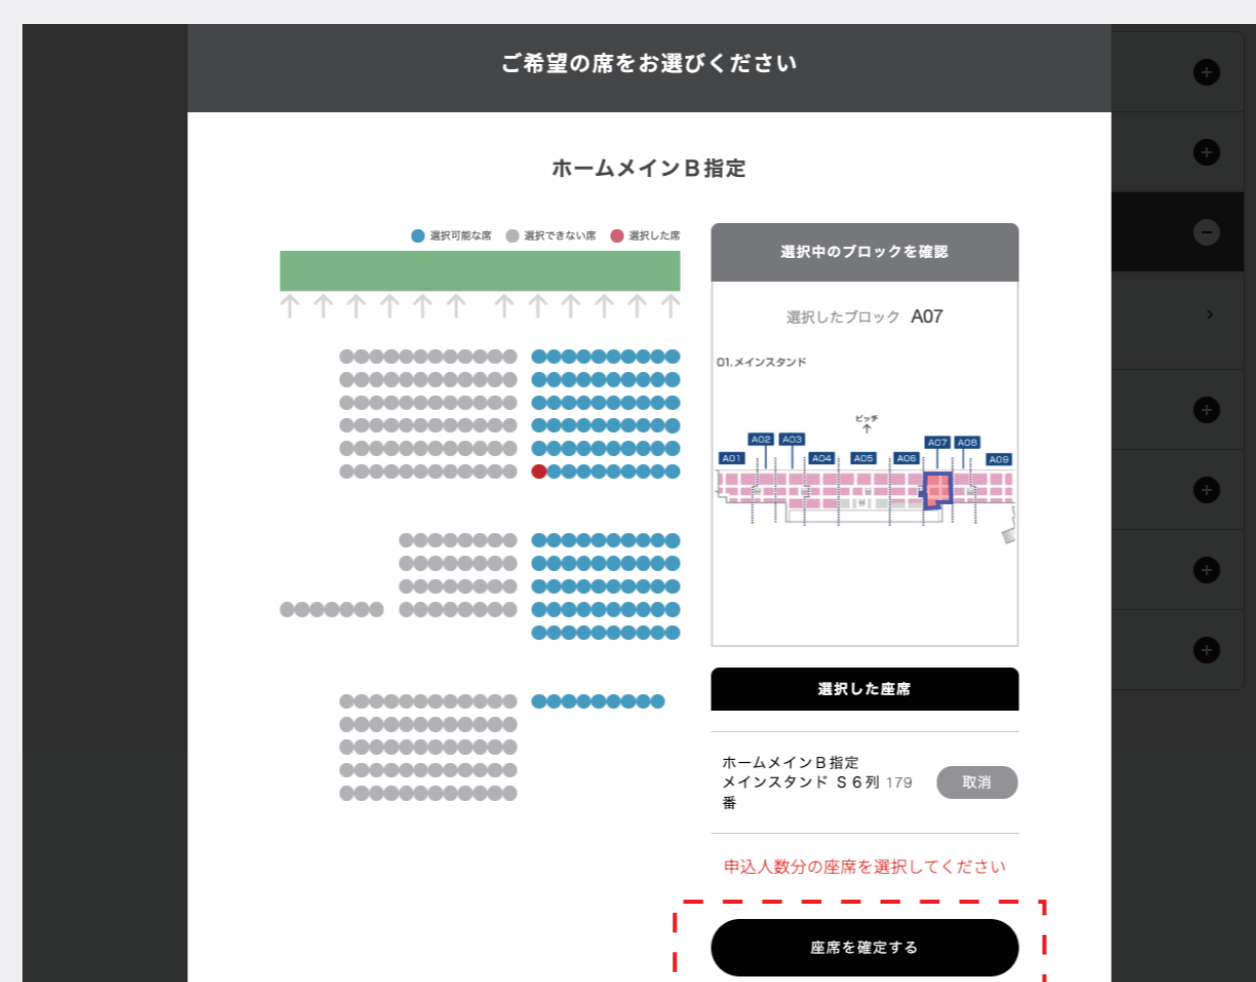 ご希望の席をお選びください
ホームメインB指定
選択可能な席 選択できない席 選択した席
選択中のブロックを確認
選択したブロック A07
01.メインスタンド
ピッチ
↑
A02 A03 A07 A08
A01 A04 A05 A06 A09
選択した座席
ホームメインB指定
メインスタンド S6列 179
番
取消
申込人数分の座席を選択してください
座席を確定する